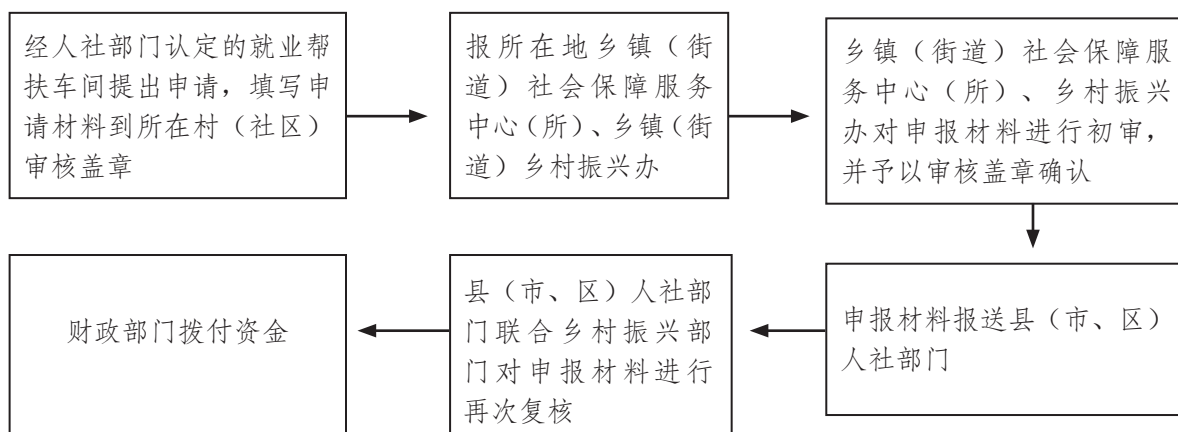 经人社部门认定的就业帮
扶车间提出申请，填写申
请材料到所在村（社区）
审核盖章
报所在地乡镇（街
道）社会保障服务
中心（所）、乡镇（街
道）乡村振兴办
乡镇（街道）社会保障服
务中心（所）、乡村振兴
办对申报材料进行初审，
并予以审核盖章确认
申报材料报送县（市、区）
人社部门
县（市、区）人社部
门联合乡村振兴部
门对申报材料进行
再次复核
财政部门拨付资金